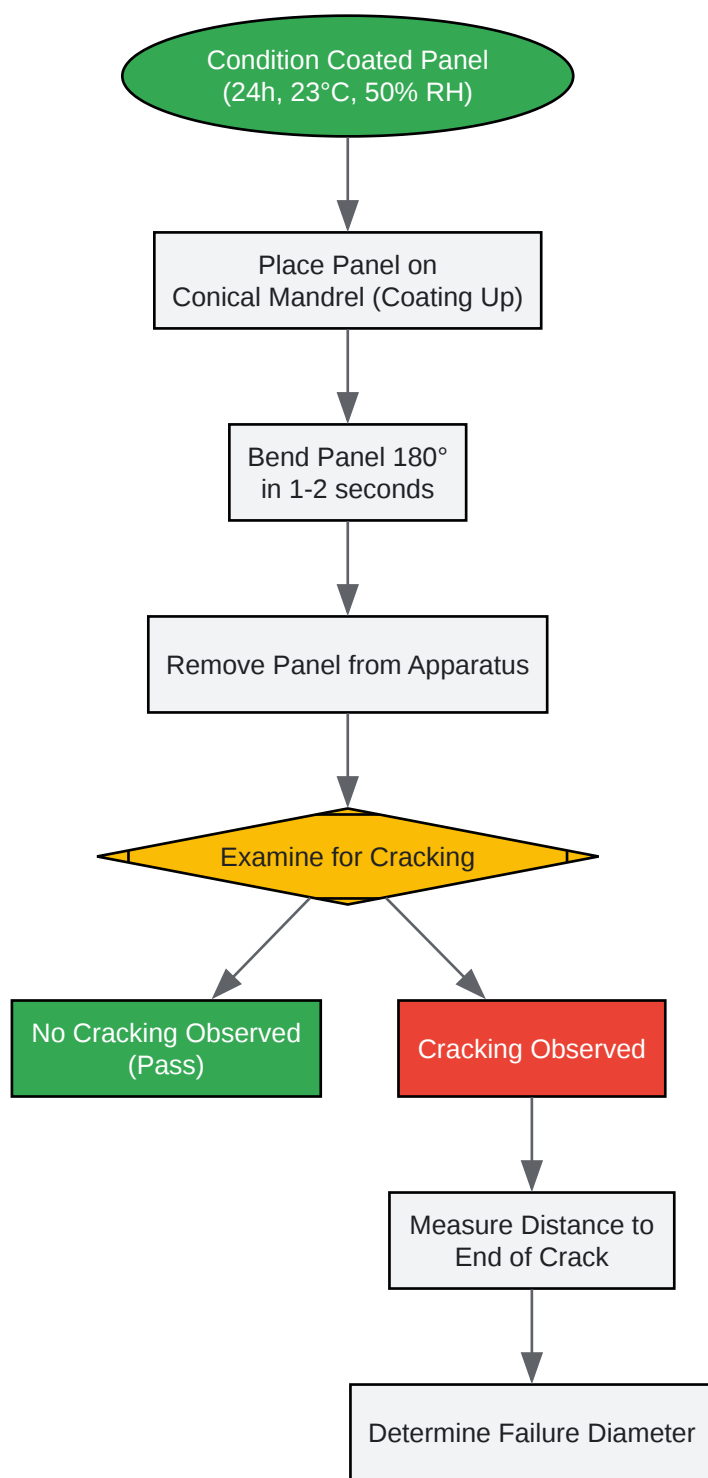 Condition Coated Panel
(24h, 23°C, 50% RH)
Place Panel on
Conical Mandrel (Coating Up)
Bend Panel 180°
in 1-2 seconds
Remove Panel from Apparatus
Examine for Cracking
No Cracking Observed
(Pass)
Cracking Observed
Measure Distance to
End of Crack
Determine Failure Diameter